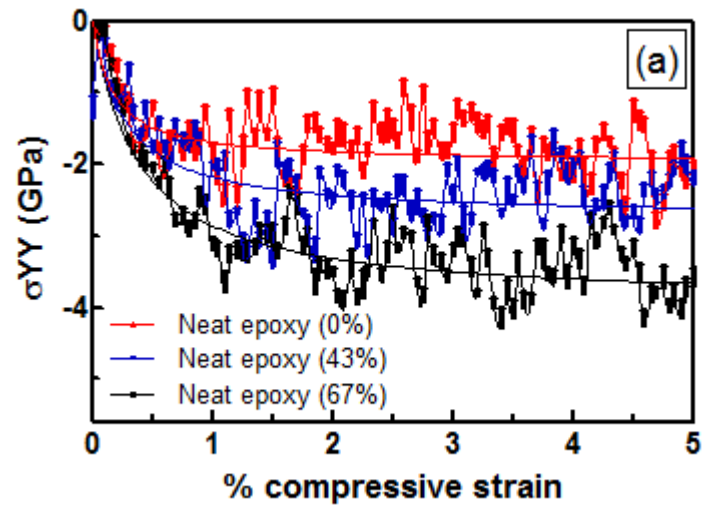 (a)
0
-2
-4
σYY (GPa)
Neat epoxy (0%)
Neat epoxy (43%)
Neat epoxy (67%)
0 1 2 3 4 5
% compressive strain